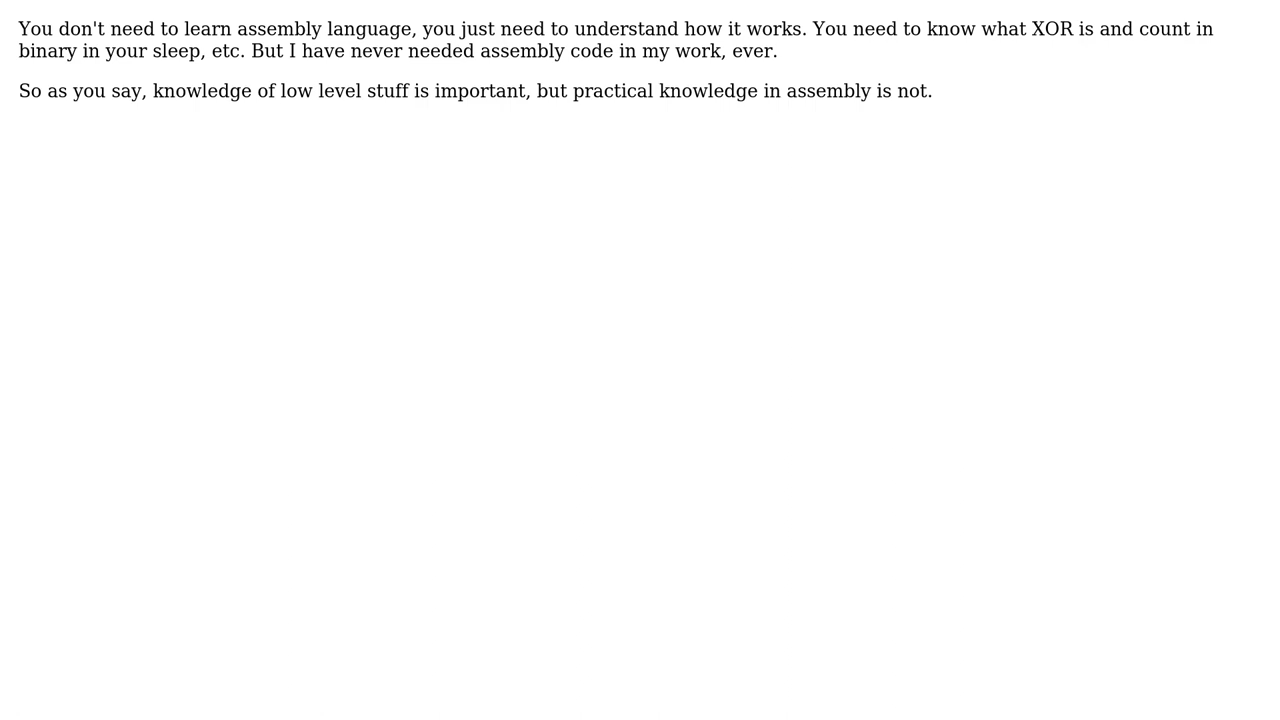 You don't need to learn assembly language, you just need to understand how it works. You need to know what XOR is and count in
binary in your sleep, etc. But I have never needed assembly code in my work, ever.
So as you say, knowledge of low level stuff is important, but practical knowledge in assembly is not.